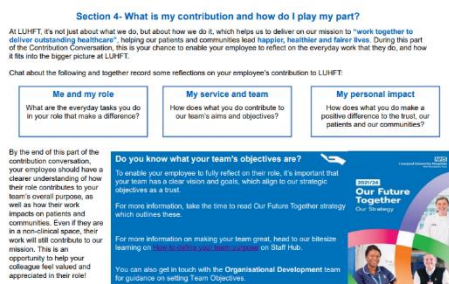 Section 4- What is my contribution and how do I play my part?
At LUHFT, it's not just about what we do, but about how we do it, which helps us to deliver on our mission to "work together to
deliver outstanding healthcare", helping our patients and communities lead happier, healthier and fairer lives. During this part
of the Contribution Conversation, this is your chance to enable your employee to reflect on the everyday work that they do, and how
it fits into the bigger picture at LUHFT.
Chat about the following and together record some reflections on your employee's contribution to LUHFT:
Me and my role
What are the everyday tasks you do
in your role that make a difference?
My service and team
How does what you do contribute to
our team's aims and objectives?
My personal impact
How does what you do make a
positive difference to the trust, our
patients and our communities?
By the end of this part of the
contribution conversation,
your employee should have a
clearer understanding of how
their role contributes to your
team's overall purpose, as
well as how their work
impacts on patients and
communities. Even if they are
in a non-clinical space, their
work will still contribute to our
mission. This is an
opportunity to help your
colleague feel valued and
appreciated in their role!
Do you know what your team's objectives are?
To enable your employee to fully reflect on their role, it's important that
your team has a clear vision and goals, which align to our strategic
objectives as a trust.
For more information, take the time to read Our Future Together strategy
which outlines these.
For more information on making your team great, head to our bitesize
learning on How to define your team purpose on Staff Hub.
You can also get in touch with the Organisational Development team
for guidance on setting Team Objectives.
NHS
Our Future
Together
Our Strategy